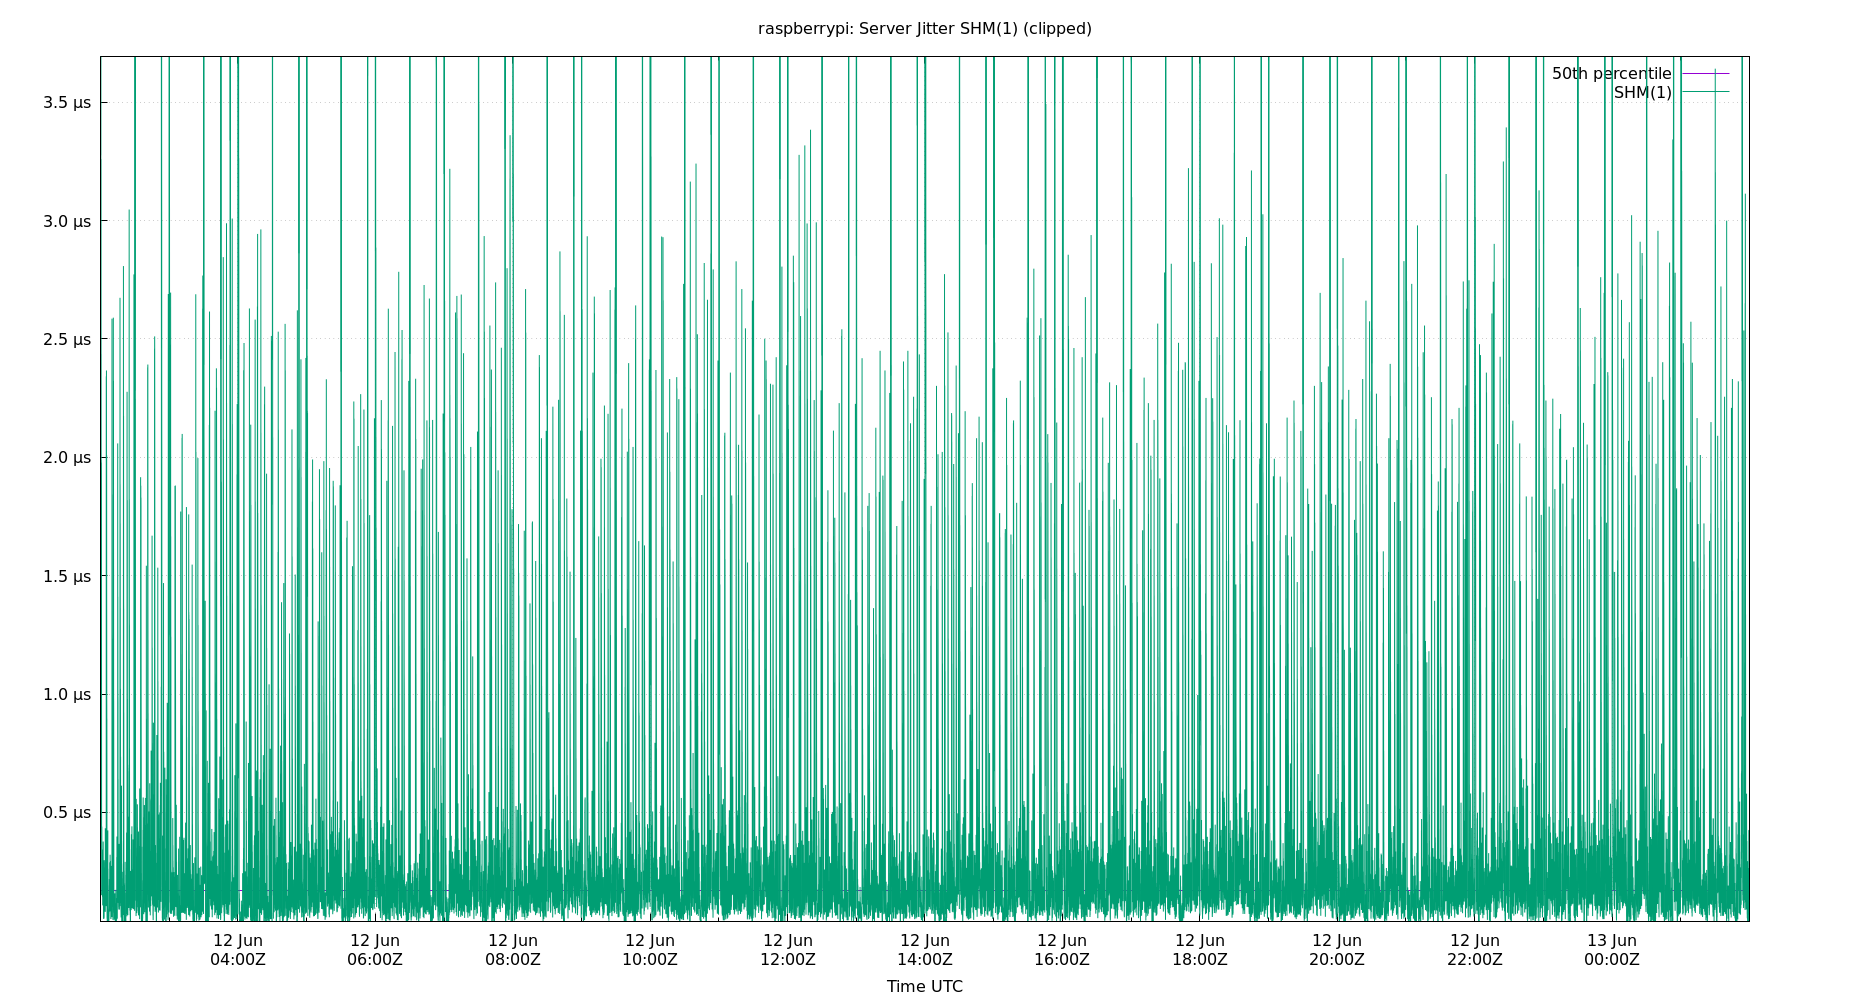 raspberrypi: Server Jitter SHM(1) (clipped)
50th percentile
SHM(1)
3.5 μs
3.0 μs
2.5 μs
2.0 μs
1.5 μs
1.0 μs
0.5 μs
12 Jun 12 Jun 12 Jun 12 Jun 12 Jun 12 Jun 12 Jun 12 Jun 12 Jun 12 Jun 13 Jun
04:00Z 06:00Z 08:00Z 10:00Z 12:00Z 14:00Z 16:00Z 18:00Z 20:00Z 22:00Z 00:00Z
Time UTC